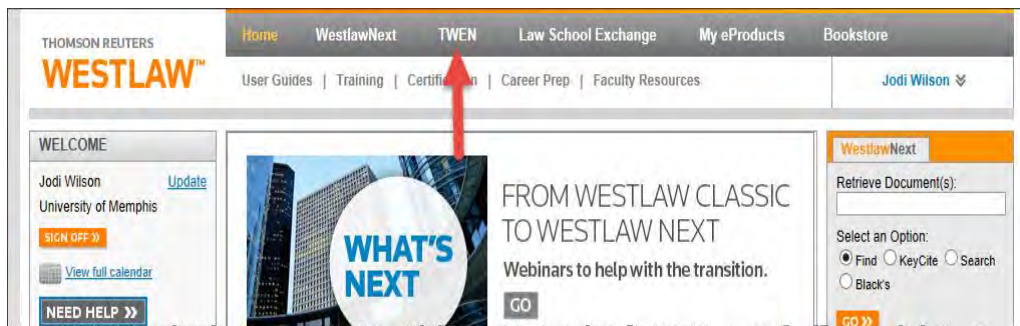 THOMSON REUTERS
WESTLAW™
Home WestlawNext TWEN Law School Exchange My eProducts Bookstore
User Guides | Training | Certification | Career Prep | Faculty Resources
Jodi Wilson
WELCOME
Jodi Wilson Update
University of Memphis
SIGN OFF »
View full calendar
NEED HELP »
WHAT'S
NEXT
FROM WESTLAW CLASSIC
TO WESTLAW NEXT
Webinars to help with the transition.
GO
WestlawNext
Retrieve Document(s):
Select an Option:
Find KeyCite Search
Black's
GO »